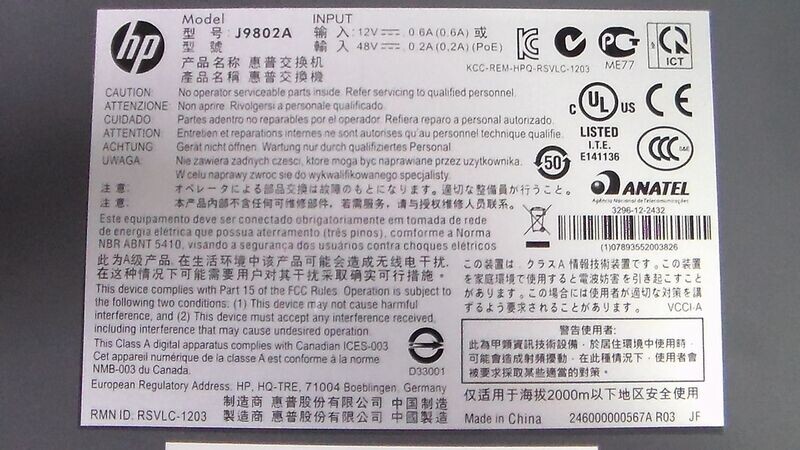 hp
Model INPUT
型 号: J9802A 输 入: 12V⎓ 0.6A(0.6A) 或
型 號: 輸 入: 48V⎓ 0.2A(0.2A) (PoE)
KCC-REM-HPQ-RSVLC-1203
ME77
ICT
产品名称 惠普交换机
產品名稱 惠普交換機
CAUTION: No operator serviceable parts inside. Refer servicing to qualified personnel.
ATTENZIONE: Non aprire. Rivolgersi a personale qualificato.
CUIDADO Partes adentro no reparables por el operador. Refiera reparo a personal autorizado.
ATTENTION: Entretien et reparations internes ne sont autorises qu'au personnel technique qualifie.
ACHTUNG: Gerät nicht öffnen. Wartung nur durch qualifiziertes Personal
UWAGA: Nie zawiera zadnych czesci, ktore moga byc naprawiane przez uzytkownika.
Nalezy zwrocic sie do wykwalifikowanego specjalisty.
注意: オペレータによる部品交換は故障のもとになります。適切な整備員が行うこと。
注意: 本产品内部不含任何可维修部件。若需服务，请与授权维修人员联系。
C UL US CE
LISTED
I.T.E.
E141136
CCC
S&E
50
ANATEL
Agência Nacional de Telecomunicações
3296-12-2432
(1)07893552003826
Este equipamento deve ser conectado obrigatoriamente em tomada de rede
de energia elétrica que possua aterramento (três pinos), conforme a Norma
NBR ABNT 5410, visando a segurança dos usuários contra choques elétricos
此为A级产品, 在生活环境中该产品可能会造成无线电干扰.
在这种情况下可能需要用户对其干扰采取确实可行措施。
This device complies with Part 15 of the FCC Rules. Operation is subject to
the following two conditions: (1) This device may not cause harmful
interference, and (2) This device must accept any interference received,
including interference that may cause undesired operation.
This Class A digital apparatus complies with Canadian ICES-003
Cet appareil numérique de la classe A est conforme à la norme
NMB-003 du Canada.
D33001
European Regulatory Address. HP, HQ-TRE, 71004 Boeblingen, Germany
制造商 惠普股份有限公司 中国制造
RMN ID. RSVLC-1203 製造商 惠普股份有限公司 中國製造
この装置は、クラスA情報技術装置です。この装置
を家庭環境で使用すると電波妨害を引き起こすこと
があります。この場合には使用者が適切な対策を講
ずるよう要求されることがあります。 VCCI-A
警告使用者:
此為甲類資訊技術設備，於居住環境中使用時，
可能會造成射頻擾動，在此種情況下，使用者會
被要求採取某些適當的對策.
仅适用于海拔2000m以下地区安全使用
Made in China 246000000567A R03 JF